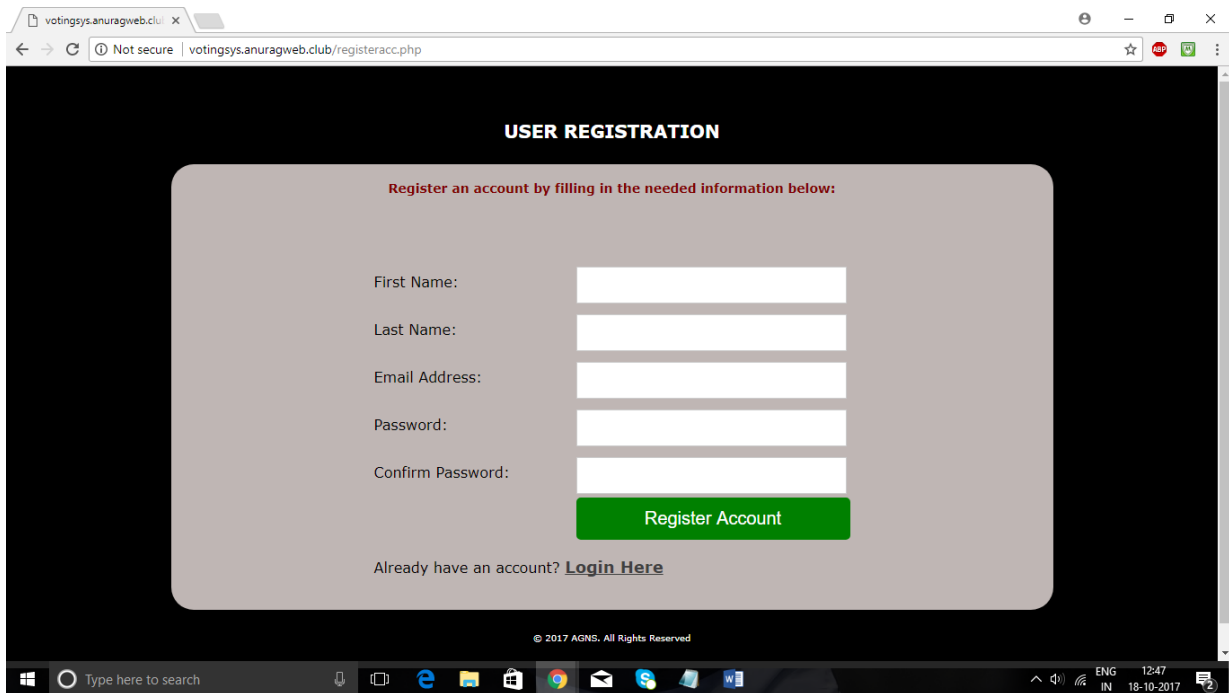 votingsys.anuragweb.clu
Not secure | votingsys.anuragweb.club/registeracc.php
ABP
USER REGISTRATION
Register an account by filling in the needed information below:
First Name:
Last Name:
Email Address:
Password:
Confirm Password:
Register Account
Already have an account? Login Here
© 2017 AGNS. All Rights Reserved
Type here to search
ENG
IN
12:47
18-10-2017
2